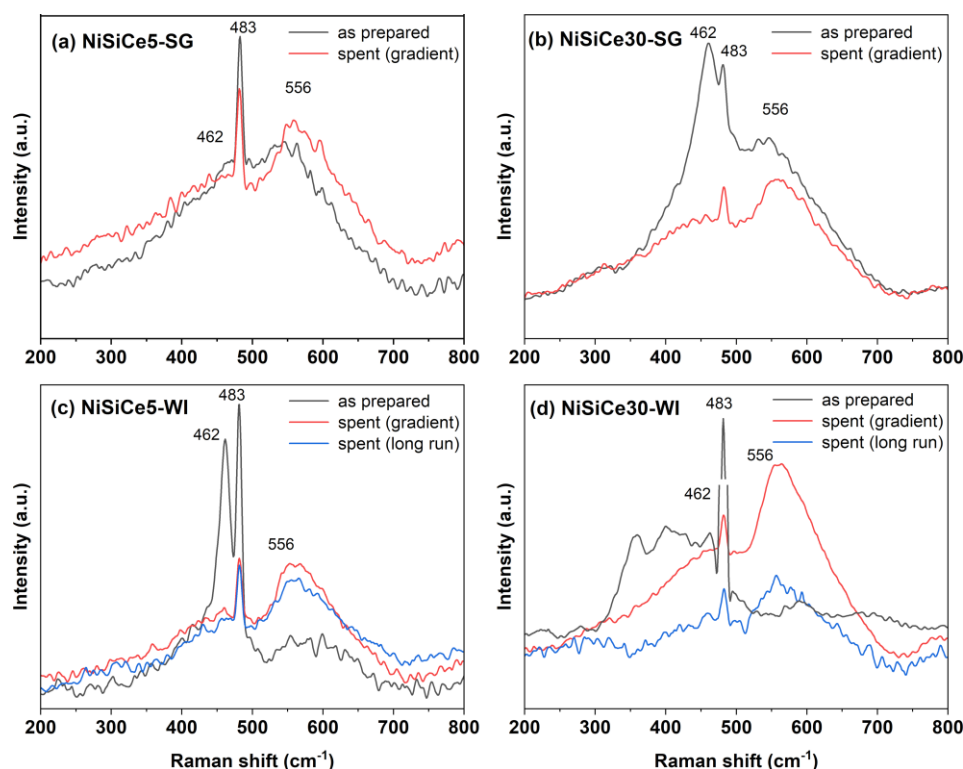 (a) NiSiCe5-SG
483
as prepared
spent (gradient)
556
462
Intensity (a.u.)
200 300 400 500 600 700 800
(b) NiSiCe30-SG
462
483
as prepared
spent (gradient)
556
Intensity (a.u.)
200 300 400 500 600 700 800
(c) NiSiCe5-WI
483
as prepared
spent (gradient)
spent (long run)
462
556
Intensity (a.u.)
200 300 400 500 600 700 800
Raman shift (cm⁻¹)
(d) NiSiCe30-WI
483
as prepared
spent (gradient)
spent (long run)
556
462
Intensity (a.u.)
200 300 400 500 600 700 800
Raman shift (cm⁻¹)